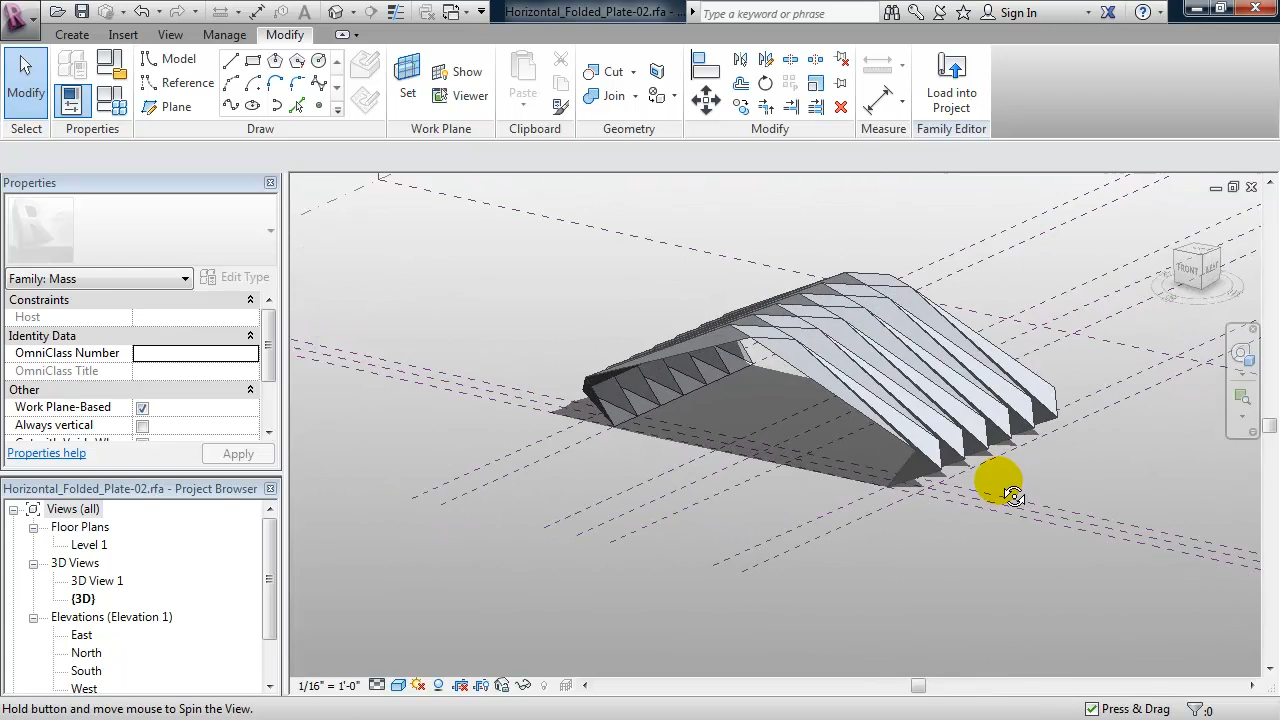 Horizontal_Folded_Plate-02.rfa - ...
Type a keyword or phrase
Sign In
Create
Insert
View
Manage
Modify
Modify
Model
Reference
Plane
Set
Show
Viewer
Paste
Cut
Join
Load into
Project
Select
Properties
Draw
Work Plane
Clipboard
Geometry
Modify
Measure
Family Editor
Properties
Family: Mass
Edit Type
Constraints
Host
Identity Data
OmniClass Number
OmniClass Title
Other
Work Plane-Based
Always vertical
Properties help
Apply
Horizontal_Folded_Plate-02.rfa - Project Browser
Views (all)
Floor Plans
Level 1
3D Views
3D View 1
{3D}
Elevations (Elevation 1)
East
North
South
West
FRONT
1/16" = 1'-0"
Hold button and move mouse to Spin the View.
Press & Drag
:0